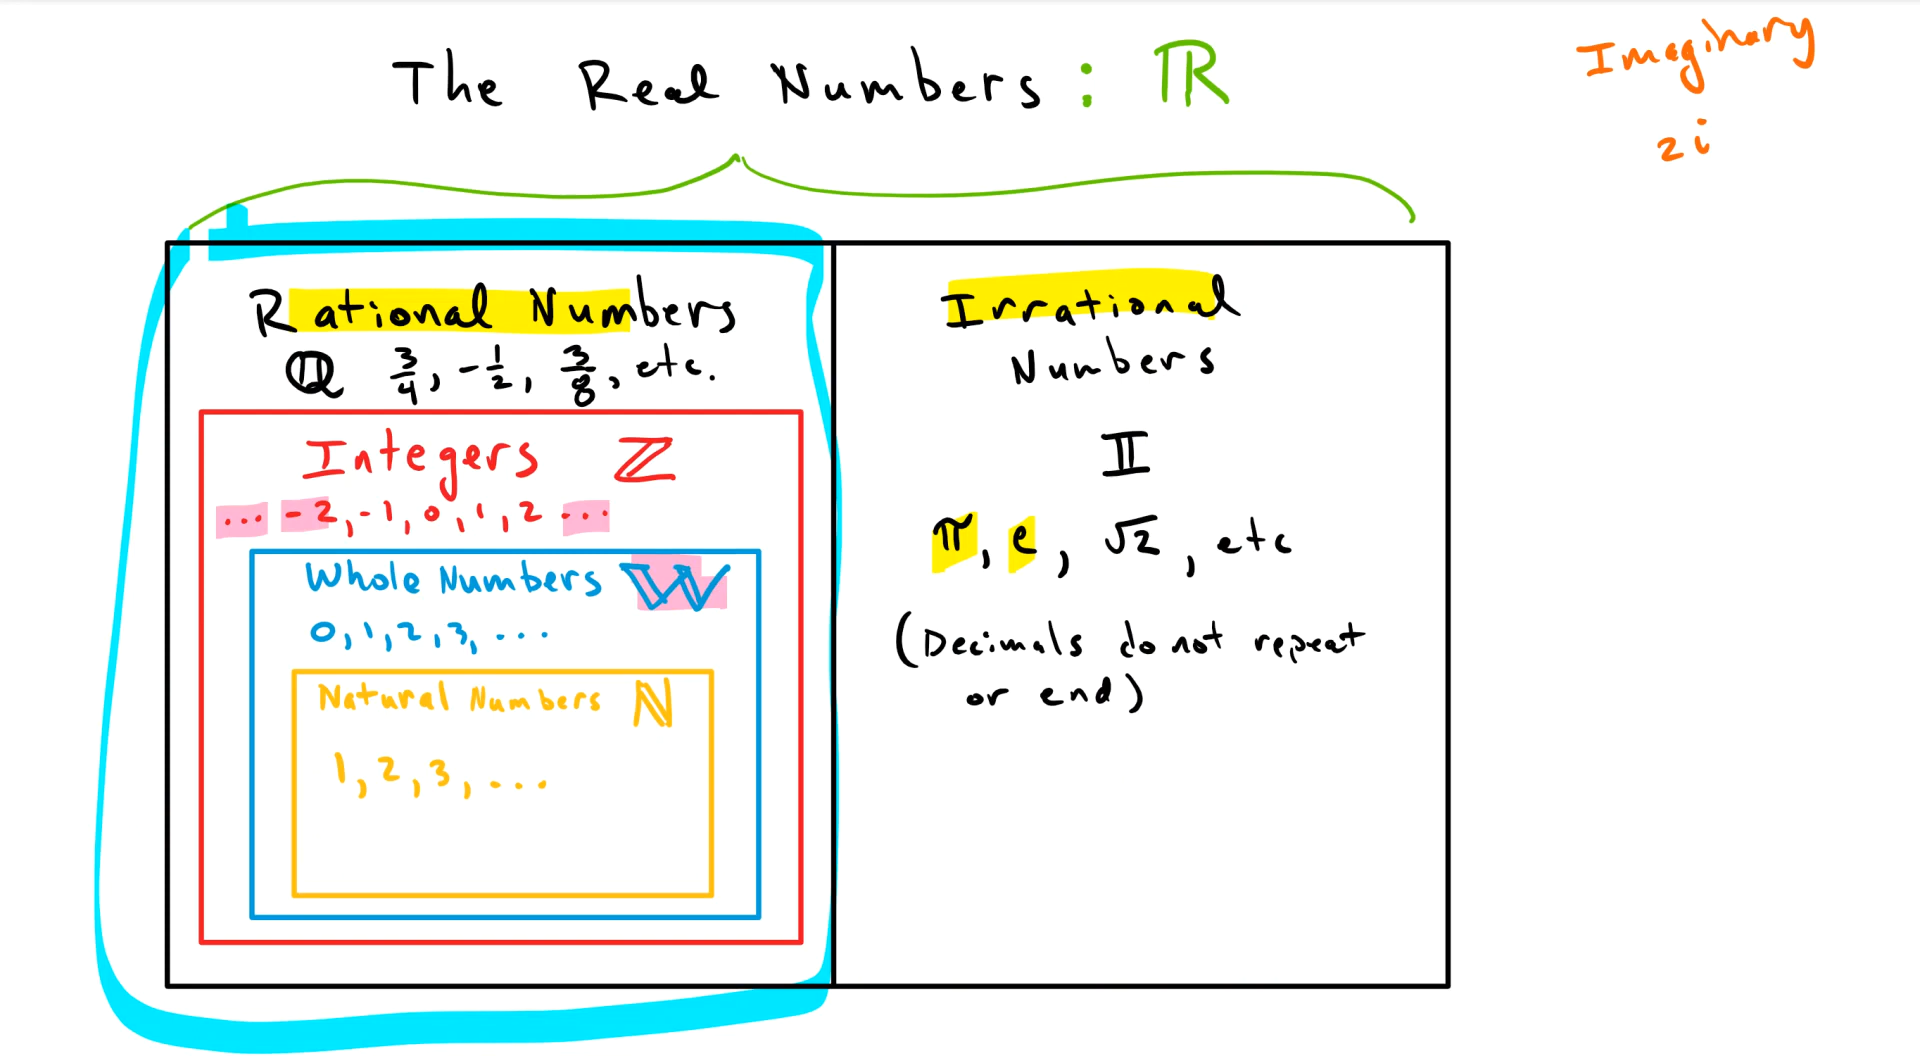 The Real Numbers: ℝ
Imaginary
2i
Rational Numbers
ℚ 3/4, -1/2, 3/8, etc.
Integers ℤ
... -2, -1, 0, 1, 2 ...
Whole Numbers W
0, 1, 2, 3, ...
Natural Numbers ℕ
1, 2, 3, ...
Irrational
Numbers
𝕀
π, e, √2, etc
(Decimals do not repeat
or end)